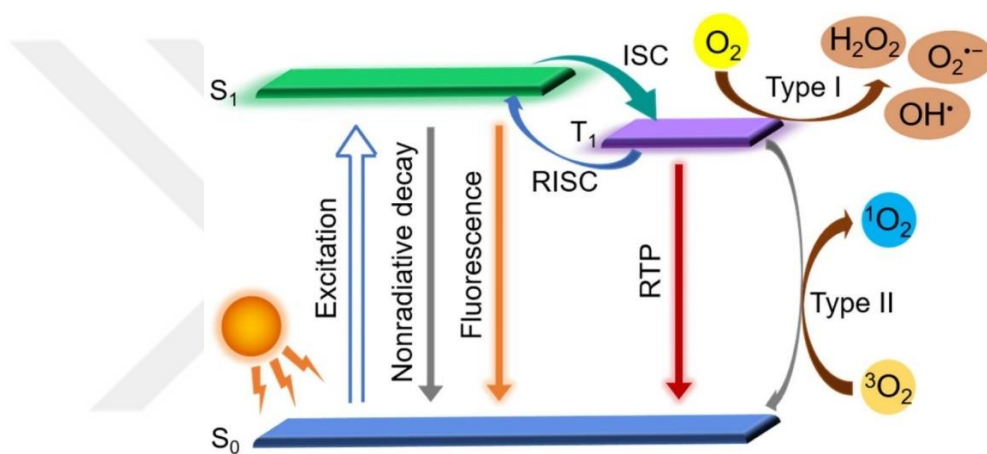 O₂
H₂O₂
O₂•−
OH•
ISC
Type I
S₁
T₁
RISC
Excitation
Nonradiative decay
Fluorescence
RTP
¹O₂
Type II
³O₂
S₀